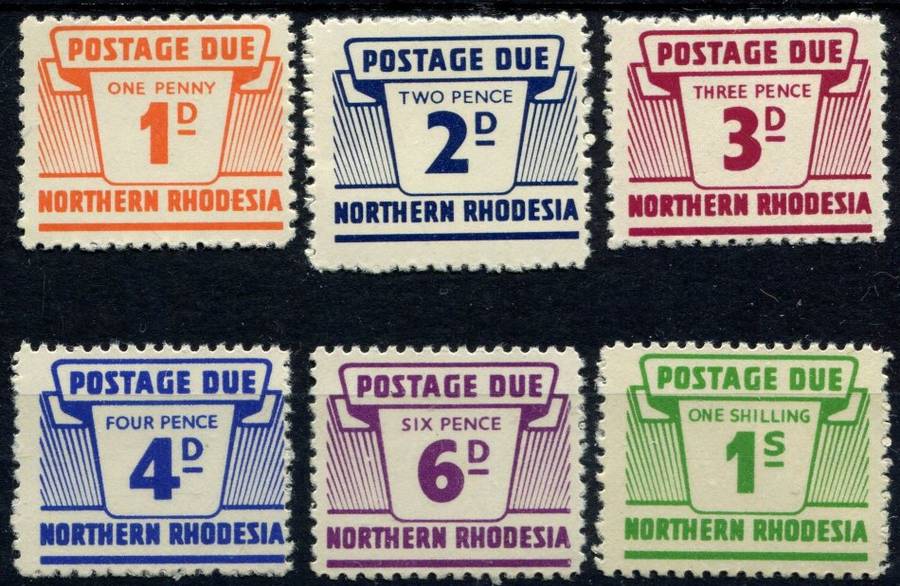 POSTAGE DUE
ONE PENNY
1D
NORTHERN RHODESIA
POSTAGE DUE
TWO PENCE
2D
NORTHERN RHODESIA
POSTAGE DUE
THREE PENCE
3D
NORTHERN RHODESIA
POSTAGE DUE
FOUR PENCE
4D
NORTHERN RHODESIA
POSTAGE DUE
SIX PENCE
6D
NORTHERN RHODESIA
POSTAGE DUE
ONE SHILLING
1S
NORTHERN RHODESIA